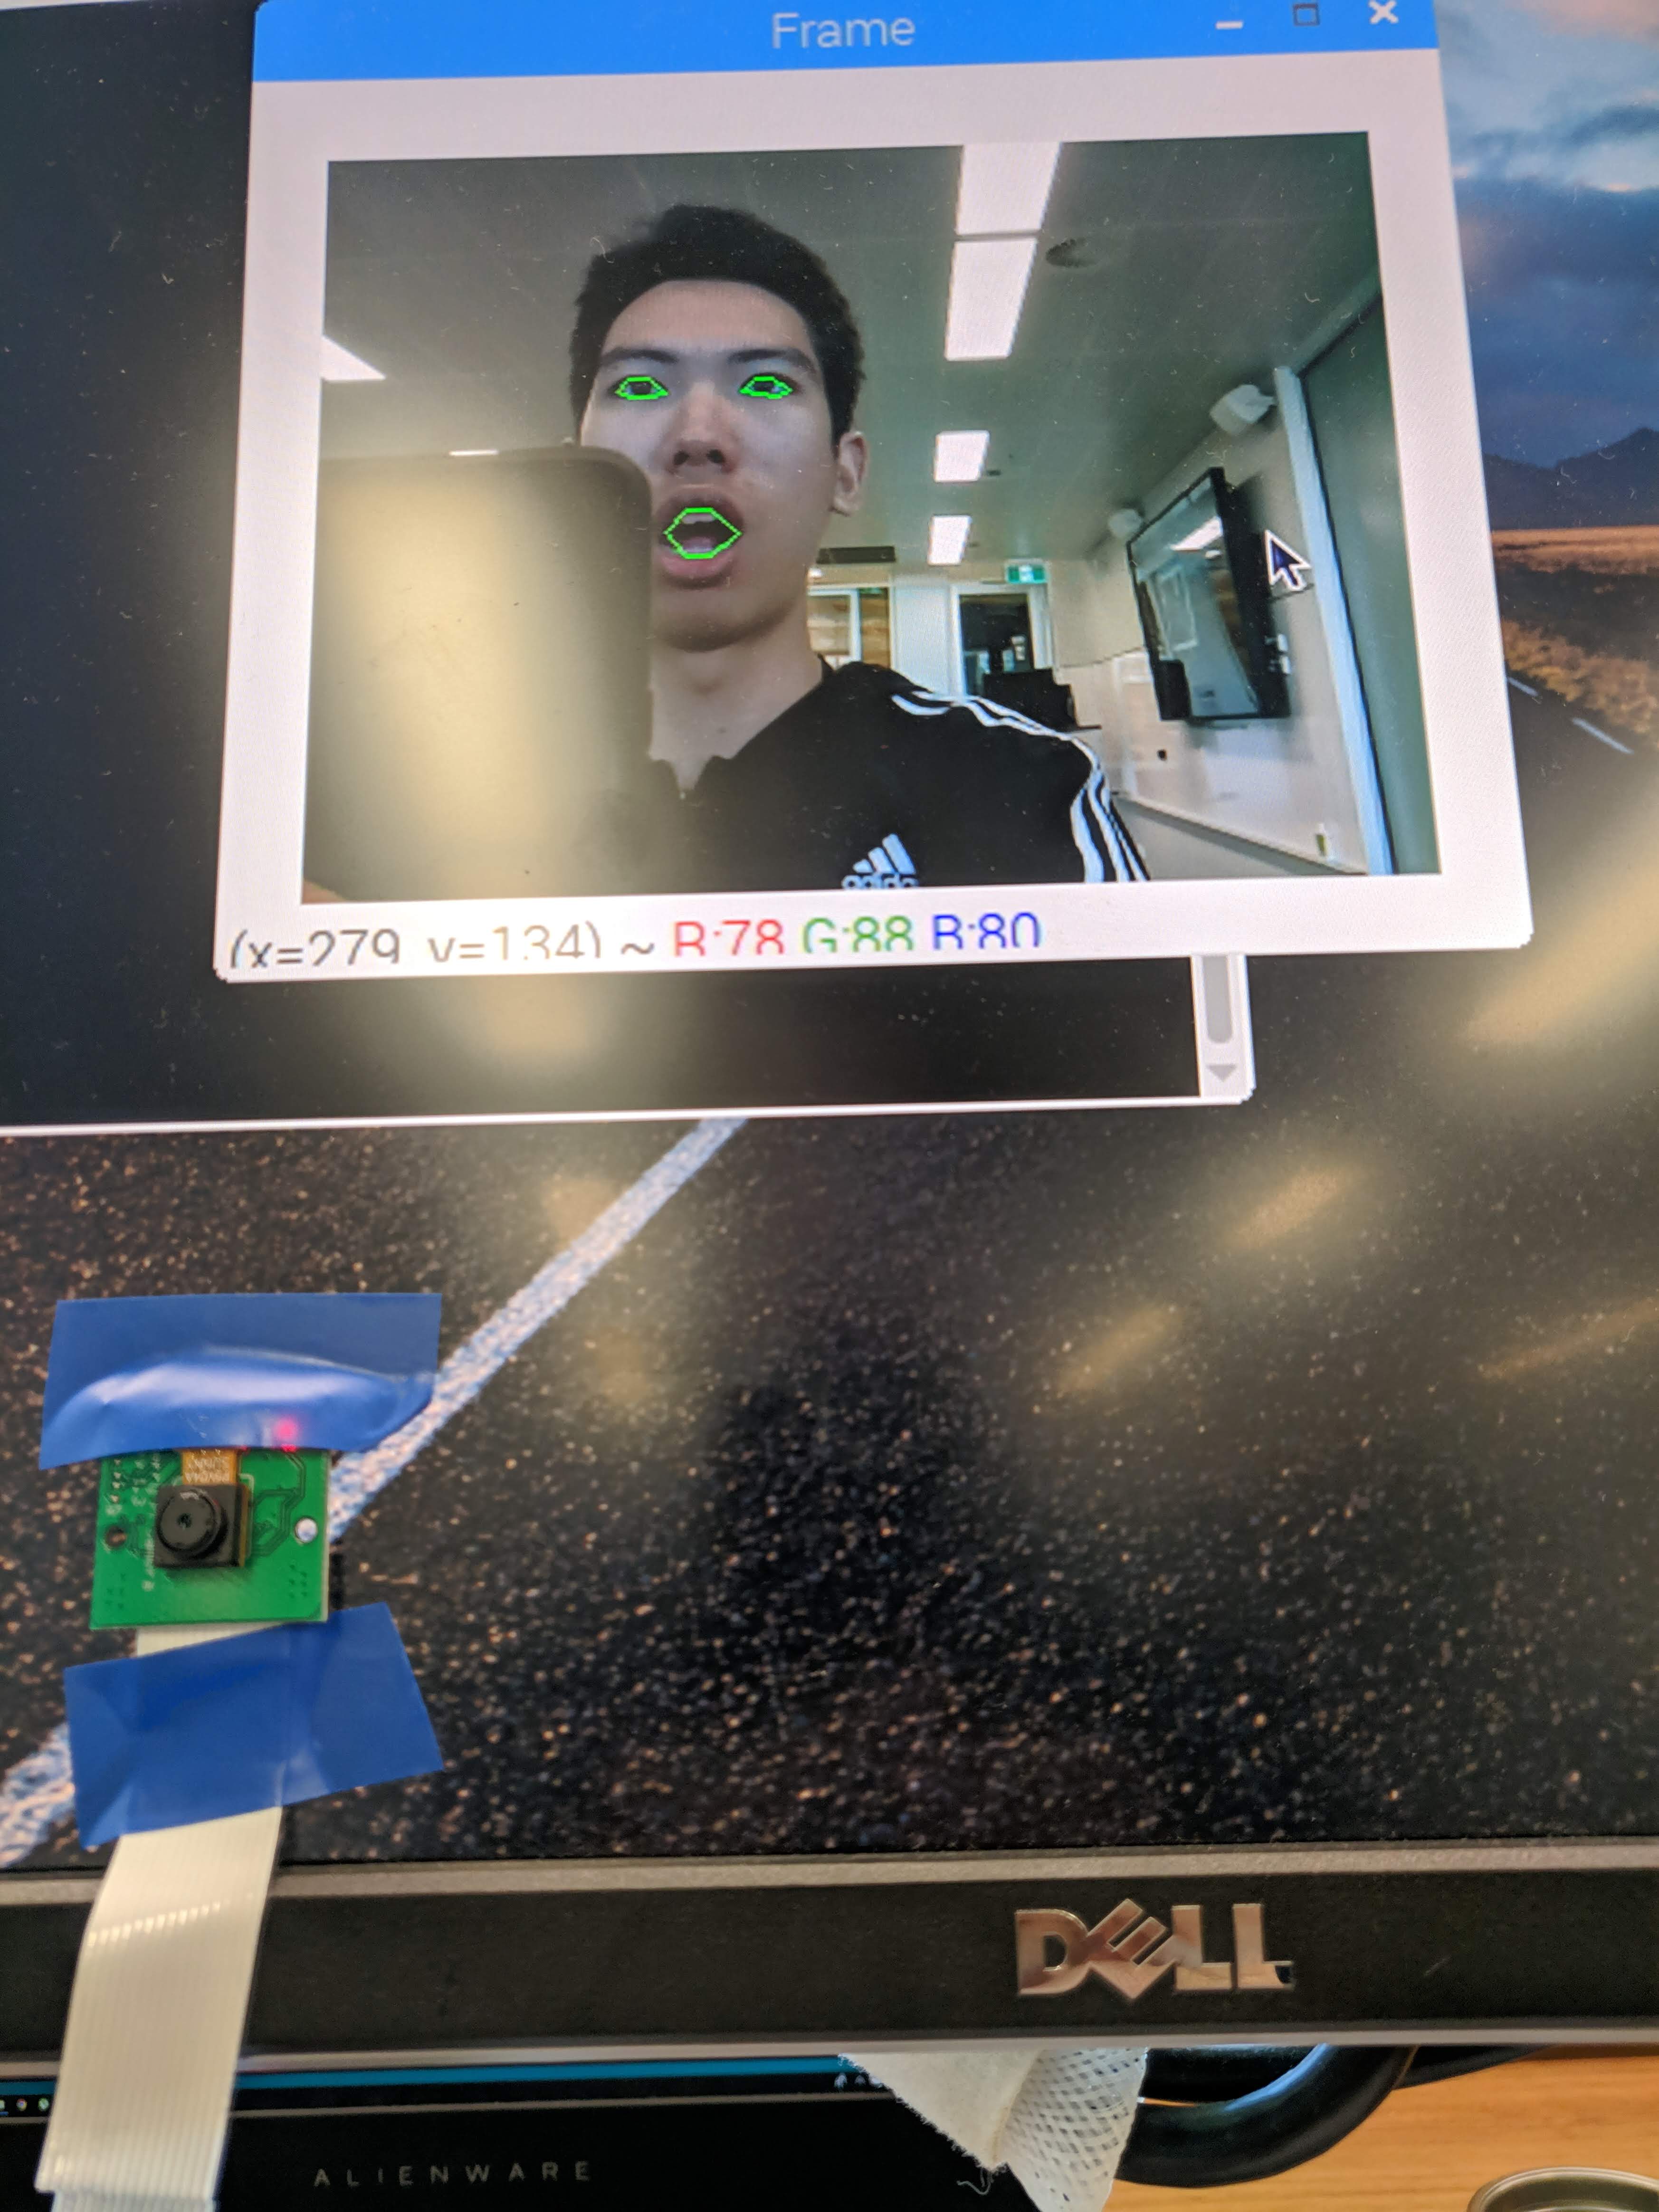 Frame
adidas
(x=279, y=134) ~ R:78 G:88 B:80
DELL
ALIENWARE